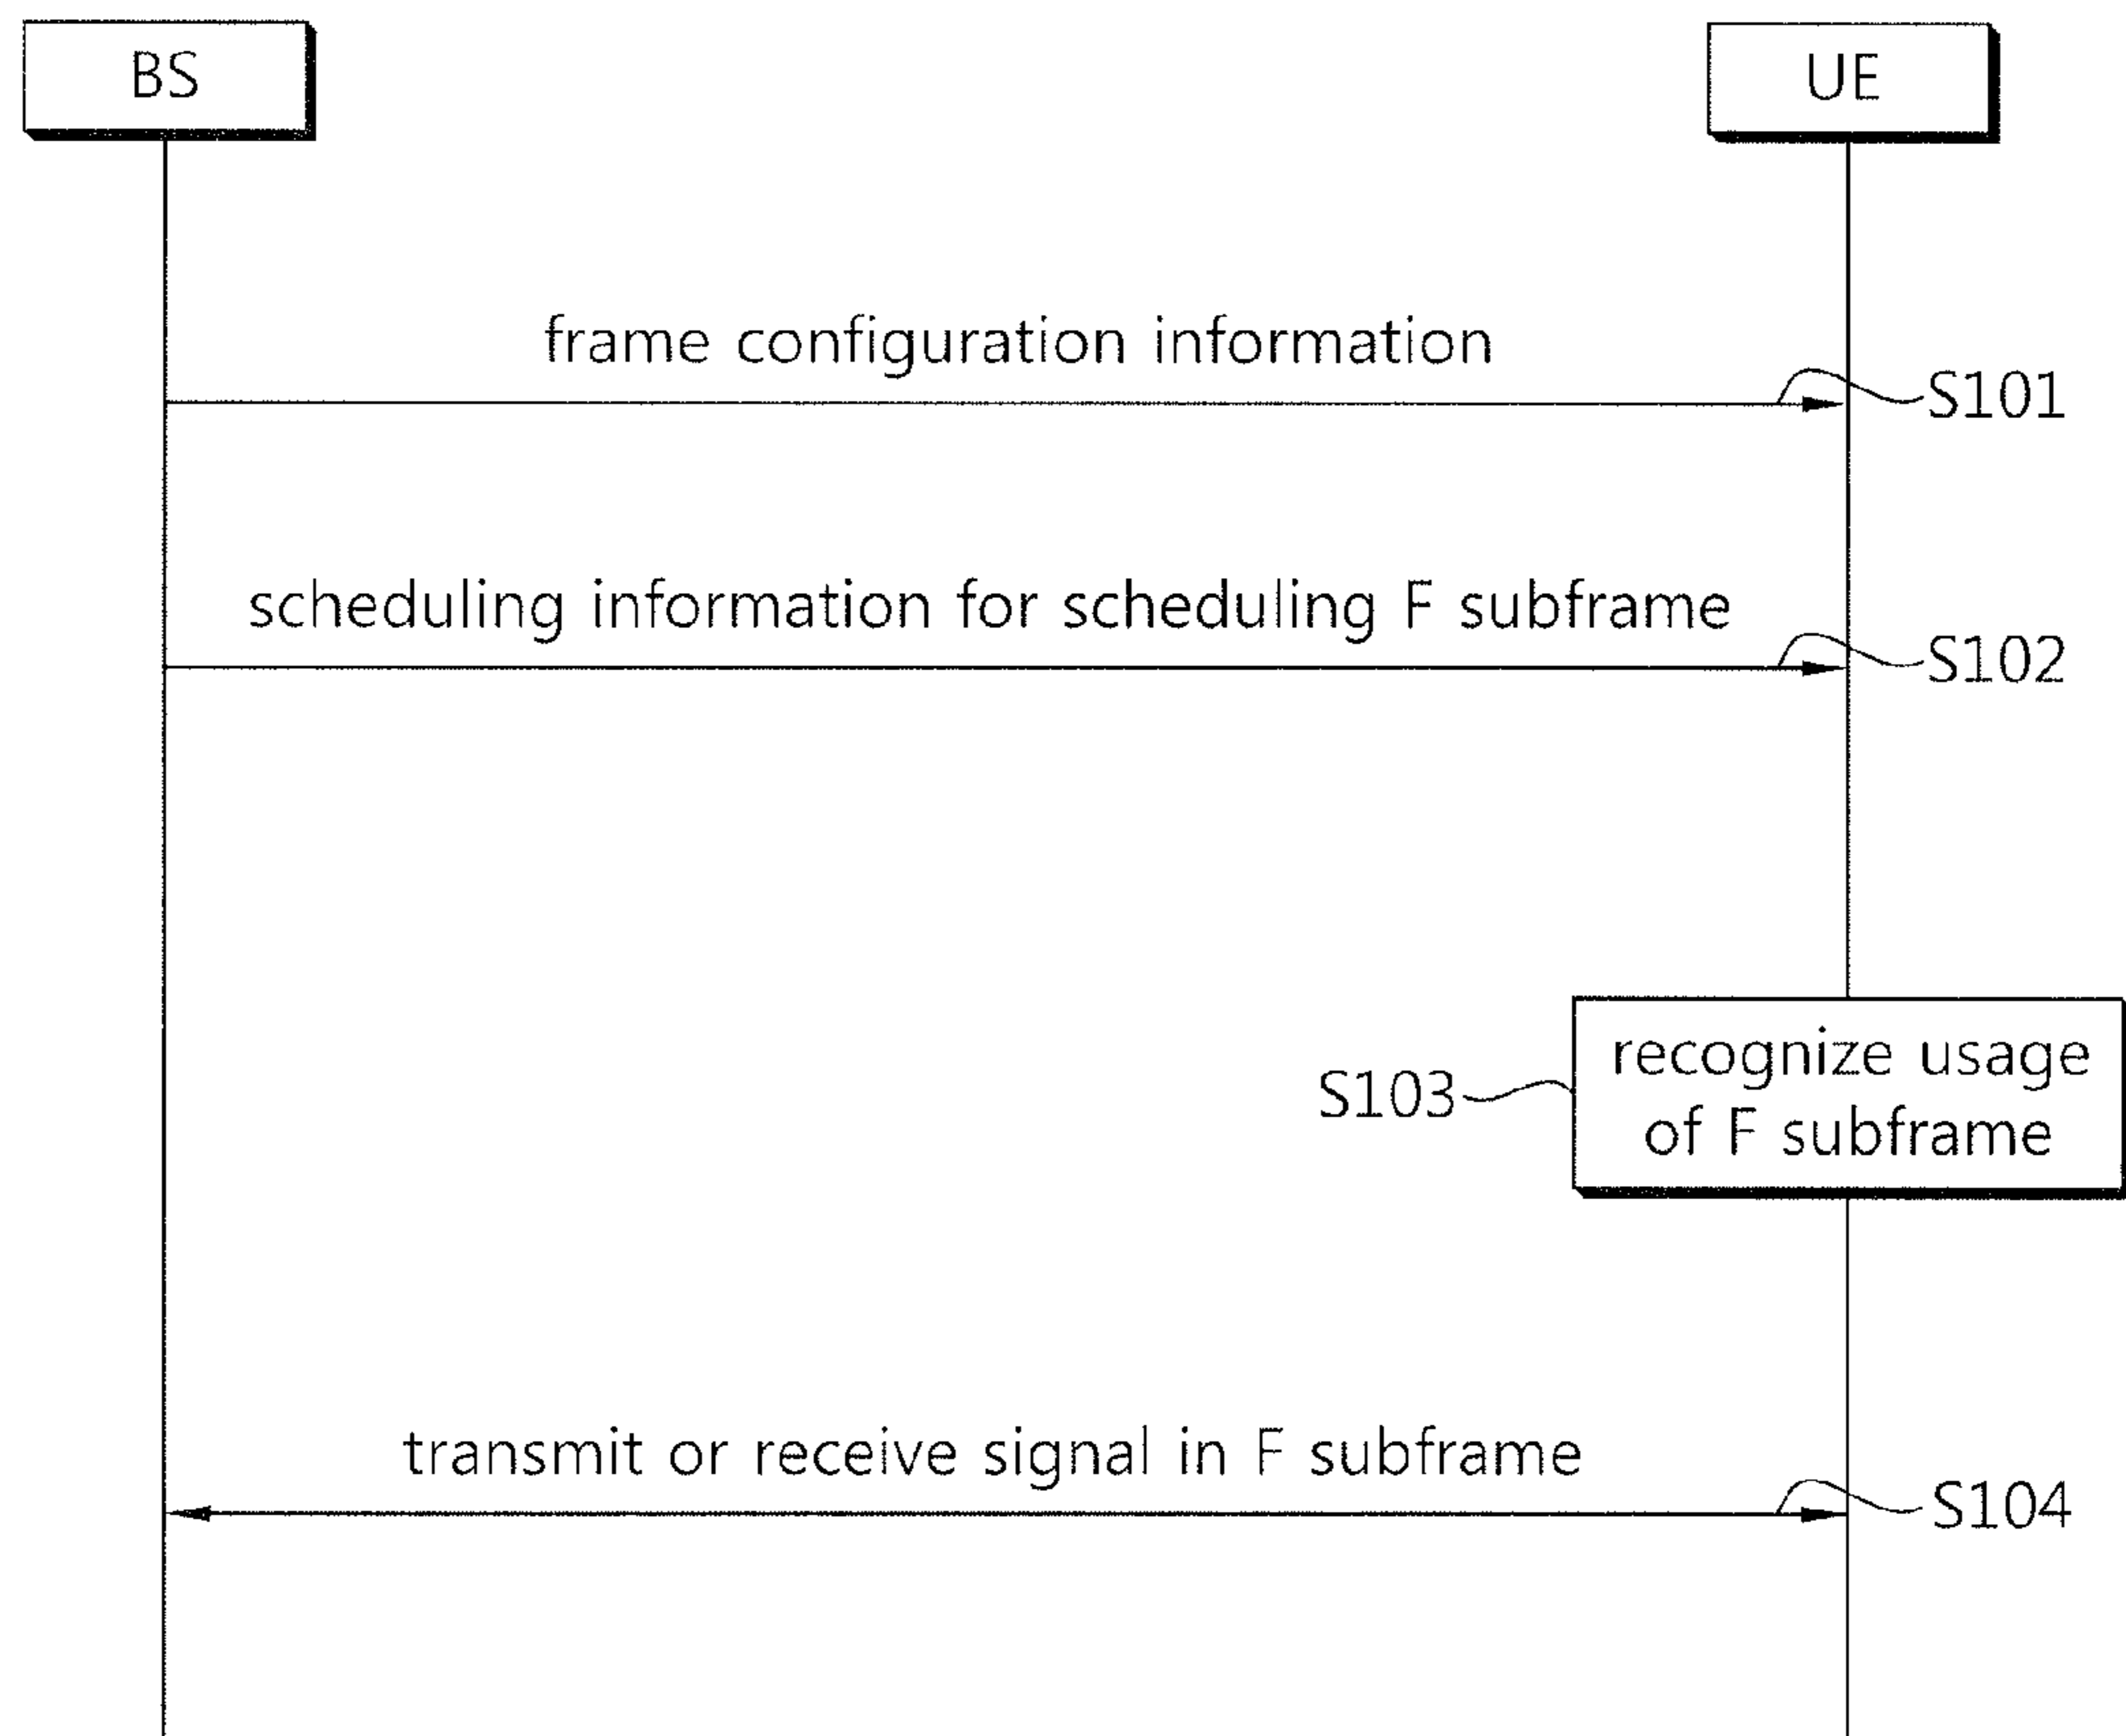 BS
UE
frame configuration information
S101
scheduling information for scheduling F subframe
S102
recognize usage
of F subframe
S103
transmit or receive signal in F subframe
S104